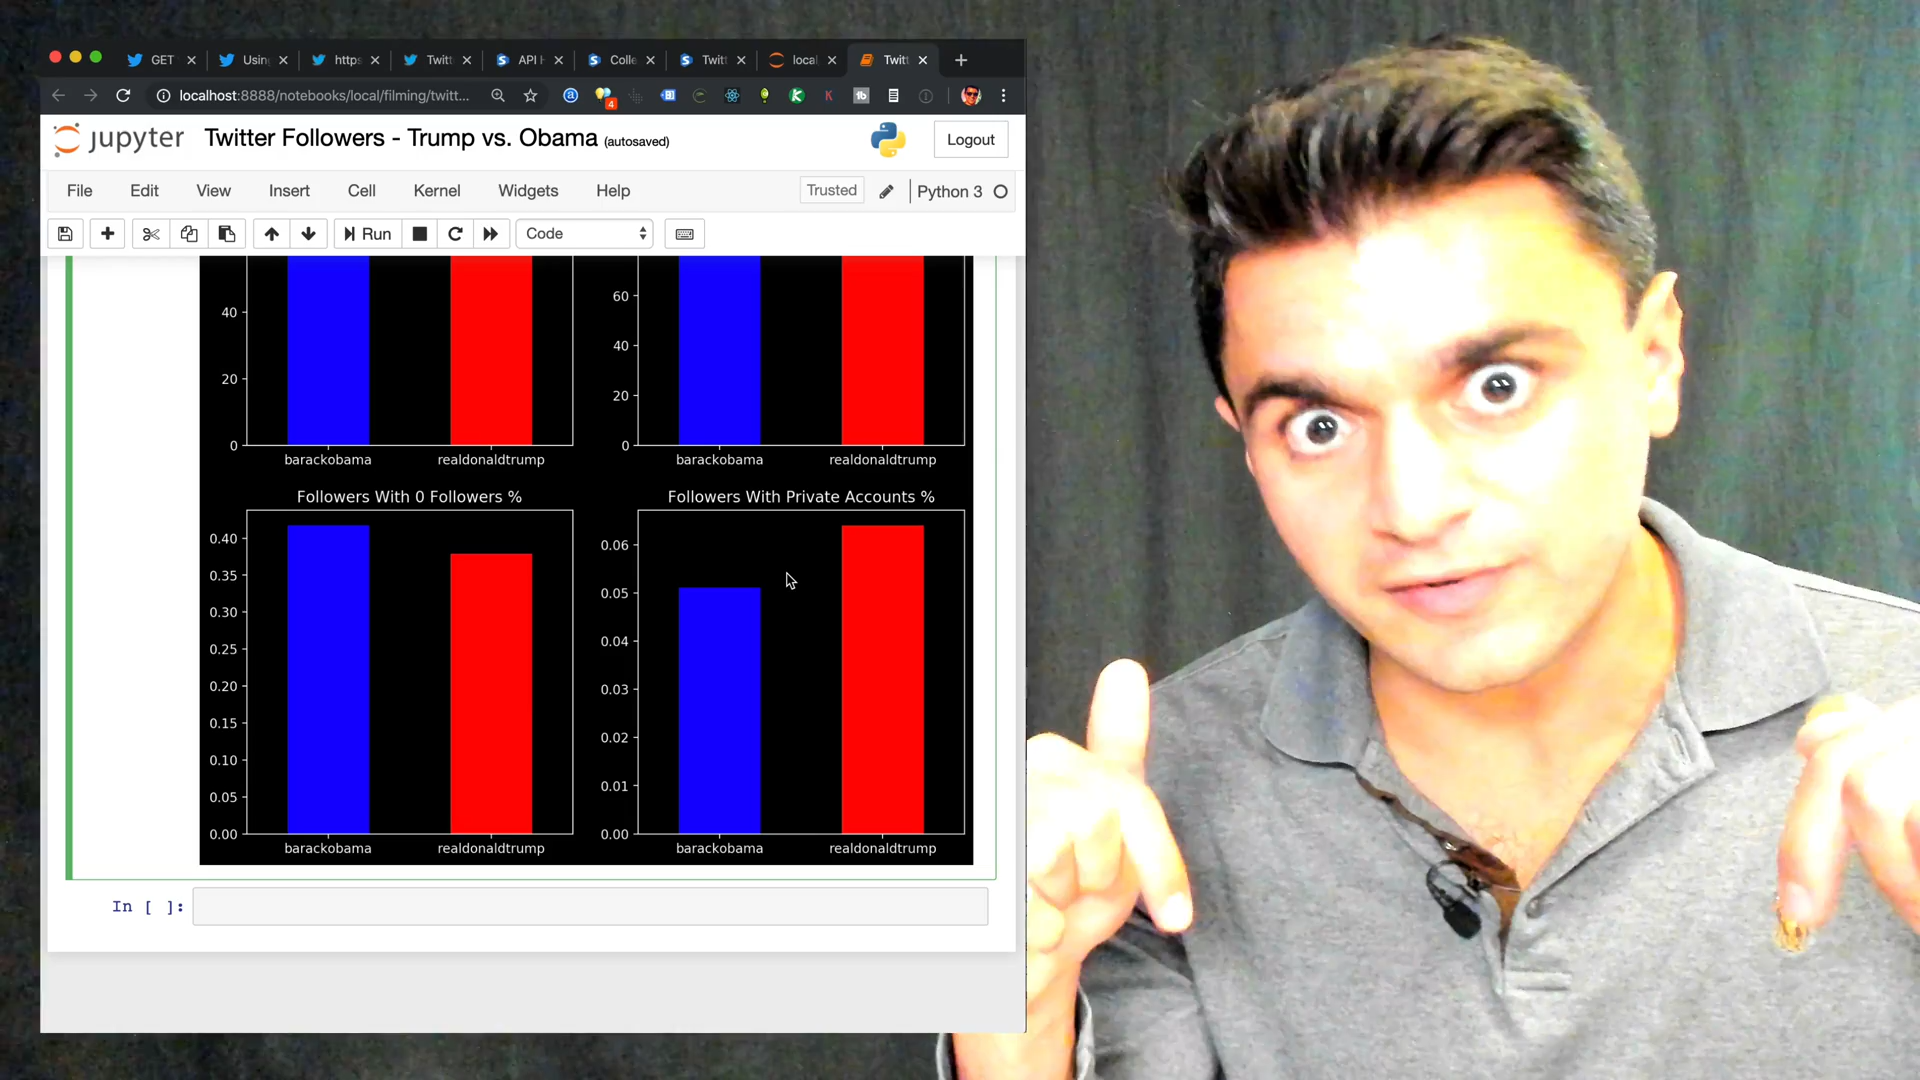 GET
Using
https
Twitt
API H
Colle
Twitt
local
Twitt
localhost:8888/notebooks/local/filming/twitt...
4
jupyter
Twitter Followers - Trump vs. Obama (autosaved)
Logout
File Edit View Insert Cell Kernel Widgets Help
Trusted
Python 3
Run
Code
40
20
0
barackobama realdonaldtrump
60
40
20
0
barackobama realdonaldtrump
Followers With 0 Followers %
0.40
0.35
0.30
0.25
0.20
0.15
0.10
0.05
0.00
barackobama realdonaldtrump
Followers With Private Accounts %
0.06
0.05
0.04
0.03
0.02
0.01
0.00
barackobama realdonaldtrump
In [ ]: